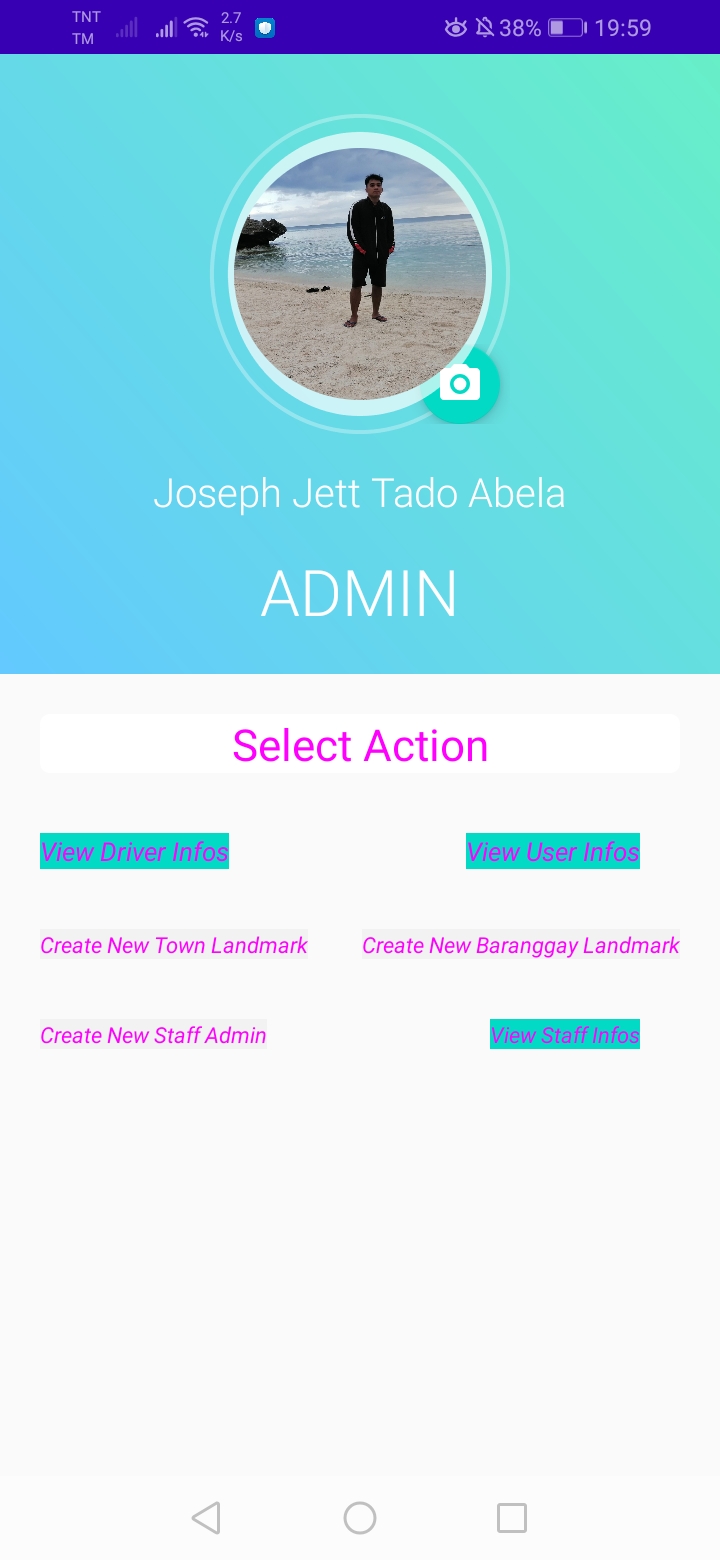 TNT 2.7 38% 19:59
TM K/s
Joseph Jett Tado Abela
ADMIN
Select Action
View Driver Infos View User Infos
Create New Town Landmark Create New Baranggay Landmark
Create New Staff Admin View Staff Infos